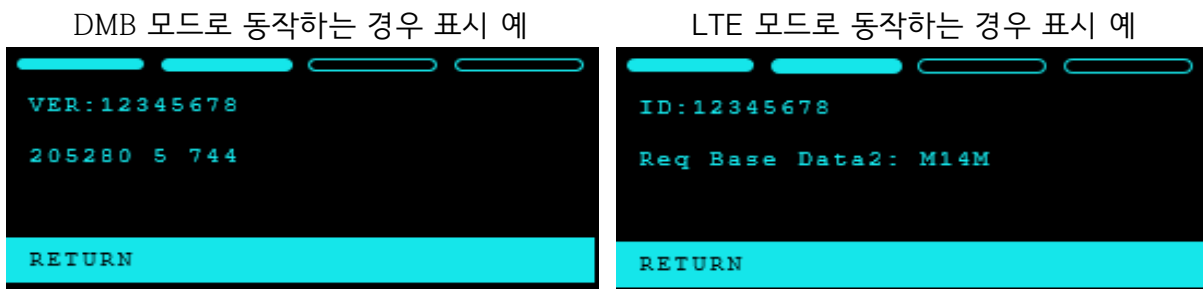 DMB 모드로 동작하는 경우 표시 예
VER:12345678
205280 5 744
RETURN
LTE 모드로 동작하는 경우 표시 예
ID:12345678
Req Base Data2: M14M
RETURN